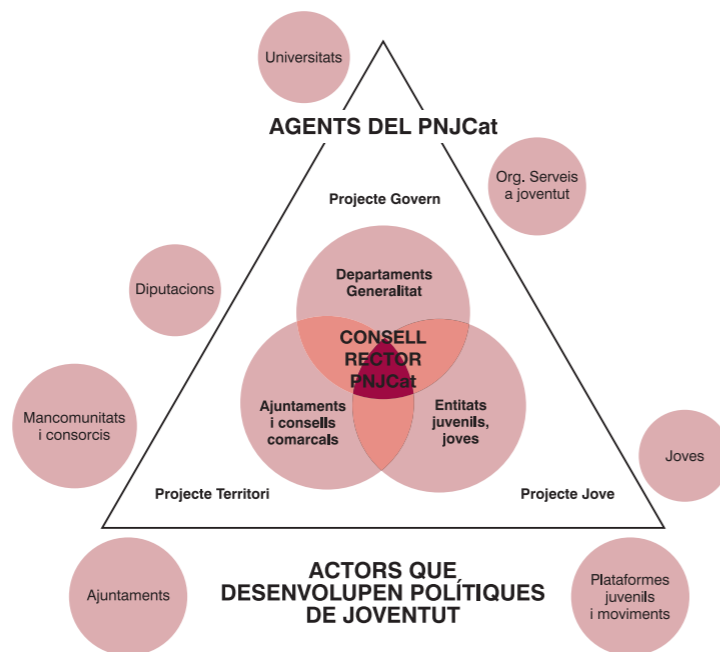 Universitats
AGENTS DEL PNJCat
Org. Serveis
a joventut
Projecte Govern
Departaments
Generalitat
Diputacions
CONSELL
RECTOR
PNJCat
Ajuntaments
i consells
comarcals
Entitats
juvenils,
joves
Mancomunitats
i consorcis
Joves
Projecte Territori
Projecte Jove
Ajuntaments
ACTORS QUE
DESENVOLUPEN POLÍTIQUES
DE JOVENTUT
Plataformes
juvenils
i moviments